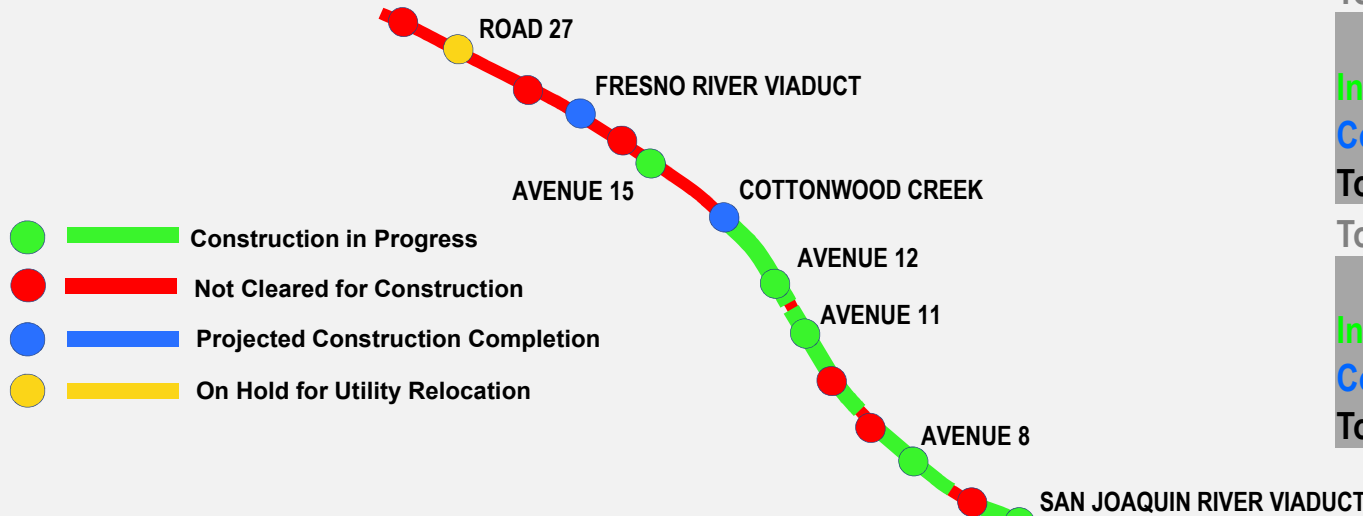 ROAD 27
FRESNO RIVER VIADUCT
AVENUE 15
COTTONWOOD CREEK
AVENUE 12
AVENUE 11
AVENUE 8
SAN JOAQUIN RIVER VIADUCT
Construction in Progress
Not Cleared for Construction
Projected Construction Completion
On Hold for Utility Relocation